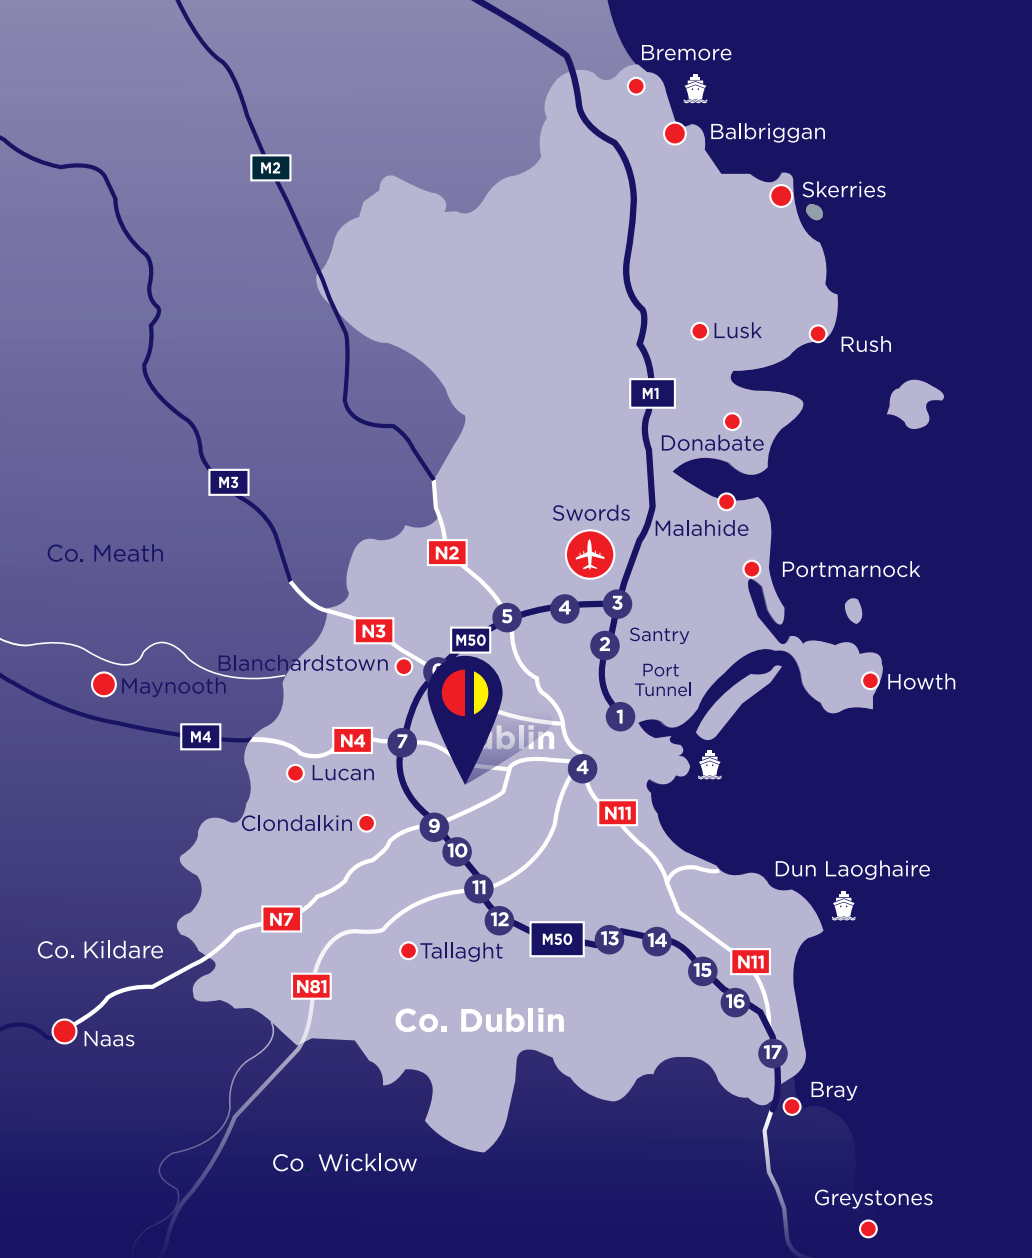 Bremore
Balbriggan
M2
Skerries
Lusk
Rush
M1
Donabate
M3
Swords
Malahide
Co. Meath
N2
Portmarnock
3
4
5
N3
M50
2
Santry
Blanchardstown
6
Port
Tunnel
Maynooth
Howth
1
M4
N4
7
ublin
4
Lucan
N11
Clondalkin
9
10
Dun Laoghaire
11
N7
12
M50
13
14
Co. Kildare
Tallaght
N11
15
N81
16
Co. Dublin
Naas
17
Bray
Co Wicklow
Greystones